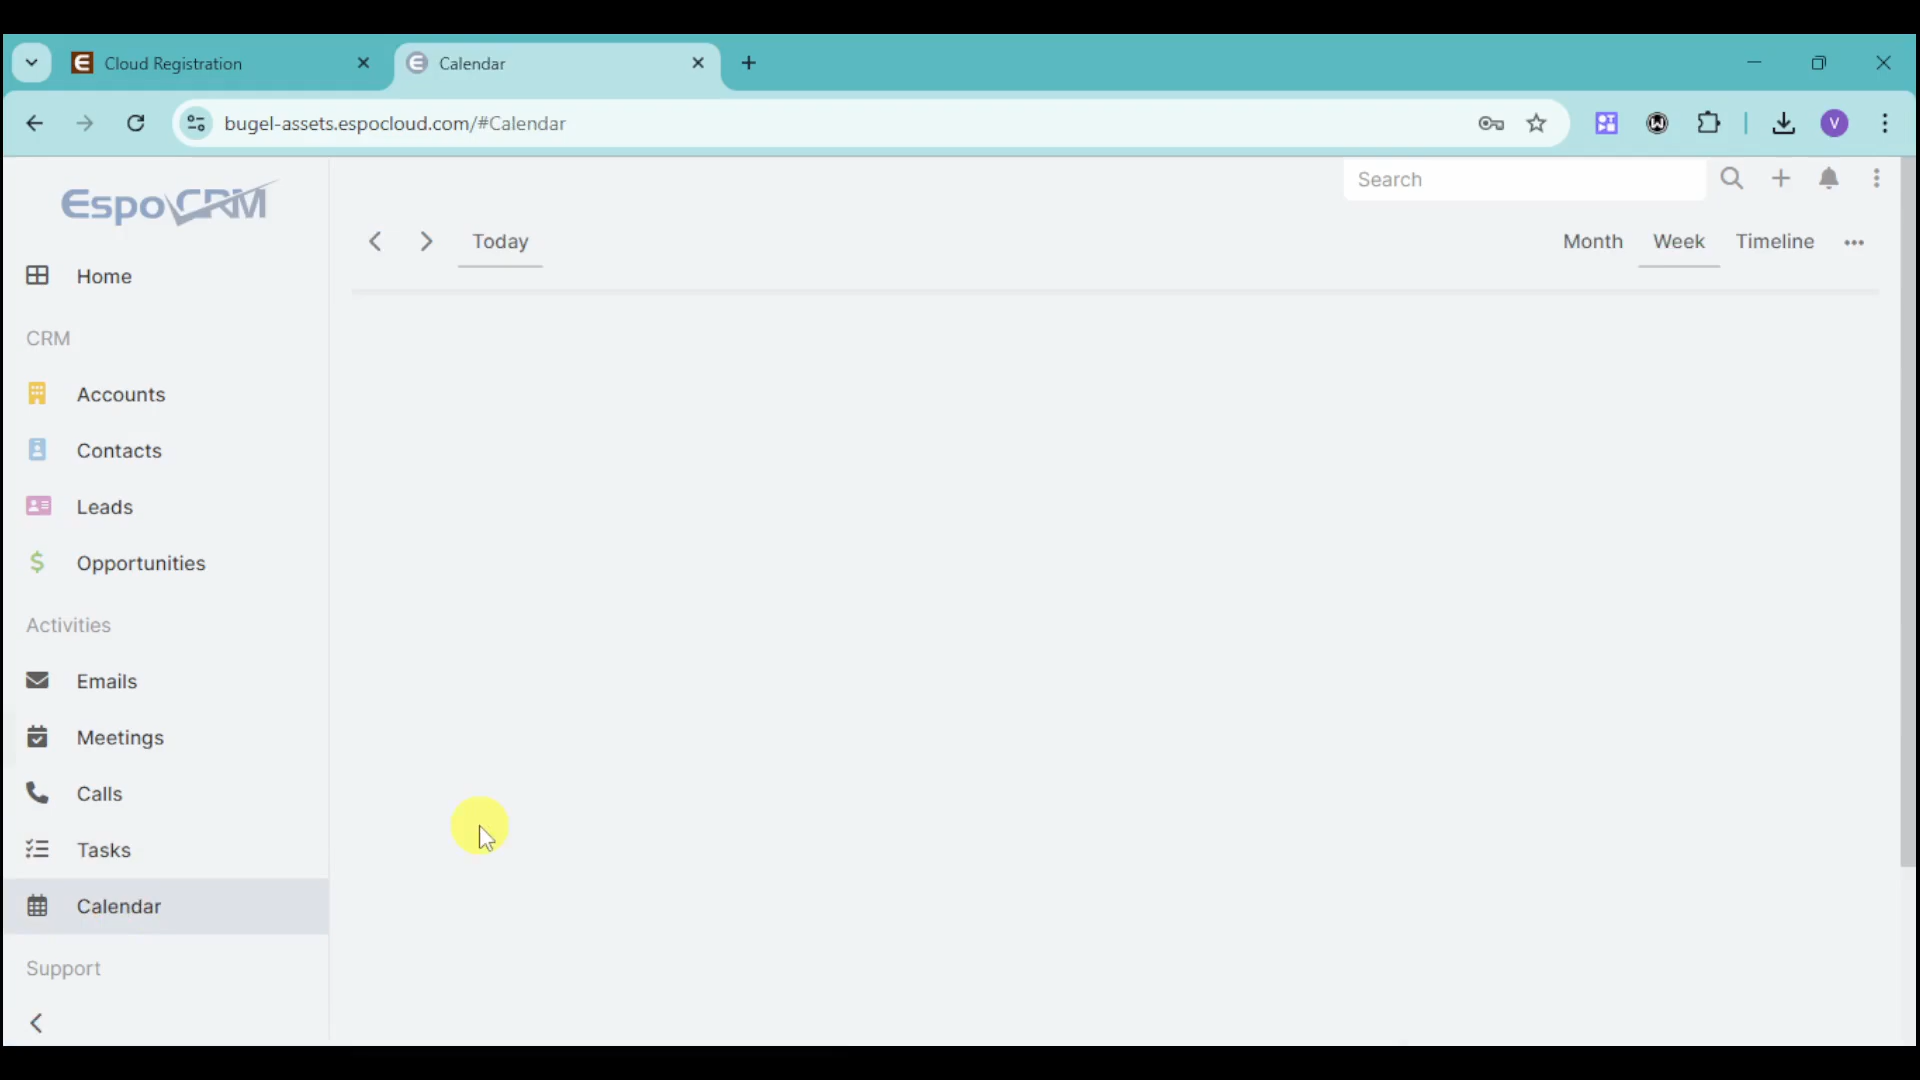 Cloud Registration
Calendar
bugel-assets.espocloud.com/#Calendar
V
EspoCRM
Search
Today
Month
Week
Timeline
Home
CRM
Accounts
Contacts
Leads
Opportunities
Activities
Emails
Meetings
Calls
Tasks
Calendar
Support